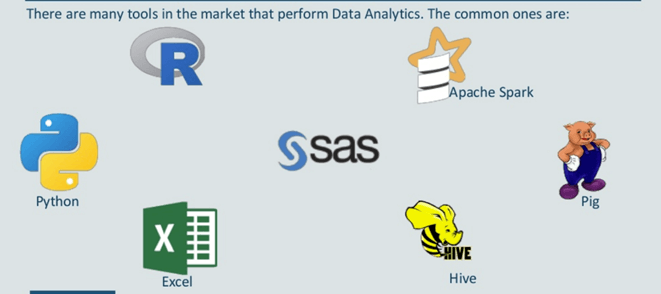 There are many tools in the market that perform Data Analytics. The common ones are:
R
Apache Spark
Python
sas
Pig
X
Excel
HIVE
Hive